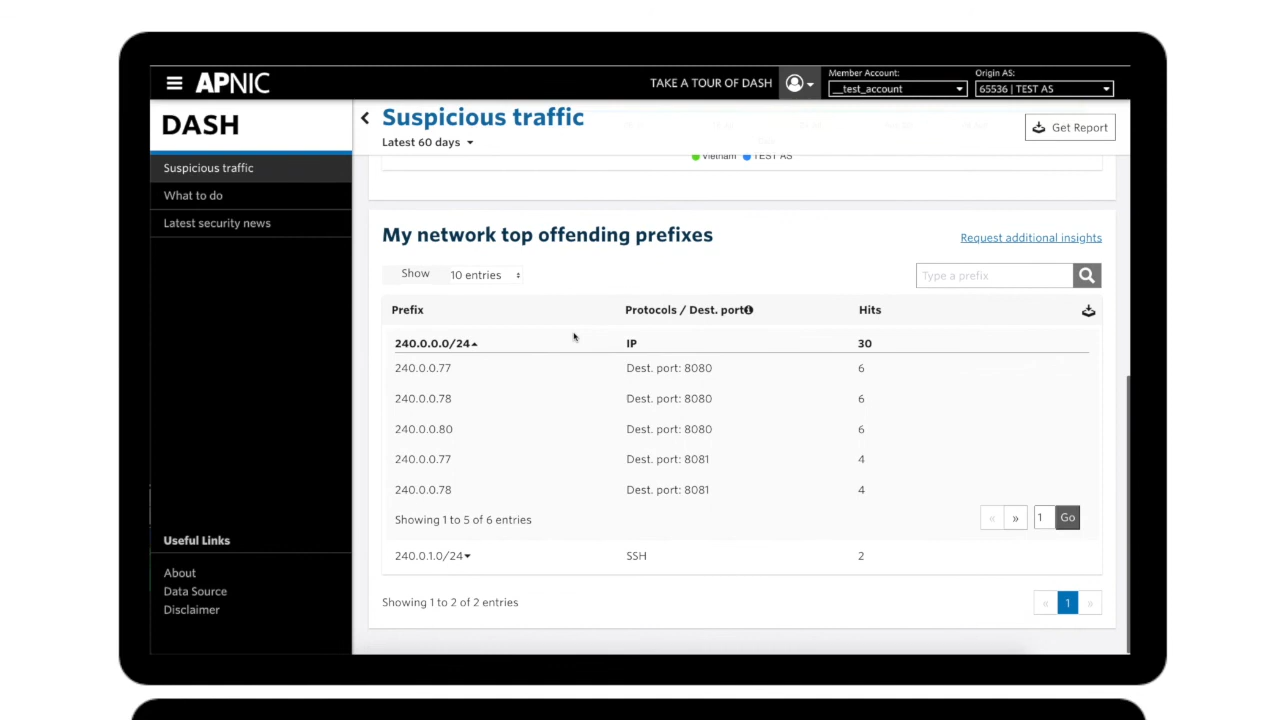 APNIC
TAKE A TOUR OF DASH
Member Account:
__test_account
Origin AS:
65536 | TEST AS
DASH
Suspicious traffic
What to do
Latest security news
Useful Links
About
Data Source
Disclaimer
Suspicious traffic
Latest 60 days
Get Report
Vietnam TEST AS
My network top offending prefixes
Request additional insights
Show 10 entries
Type a prefix
Prefix Protocols / Dest. port Hits
240.0.0.0/24 IP 30
240.0.0.77 Dest. port: 8080 6
240.0.0.78 Dest. port: 8080 6
240.0.0.80 Dest. port: 8080 6
240.0.0.77 Dest. port: 8081 4
240.0.0.78 Dest. port: 8081 4
Showing 1 to 5 of 6 entries « » 1 Go
240.0.1.0/24 SSH 2
Showing 1 to 2 of 2 entries « 1 »